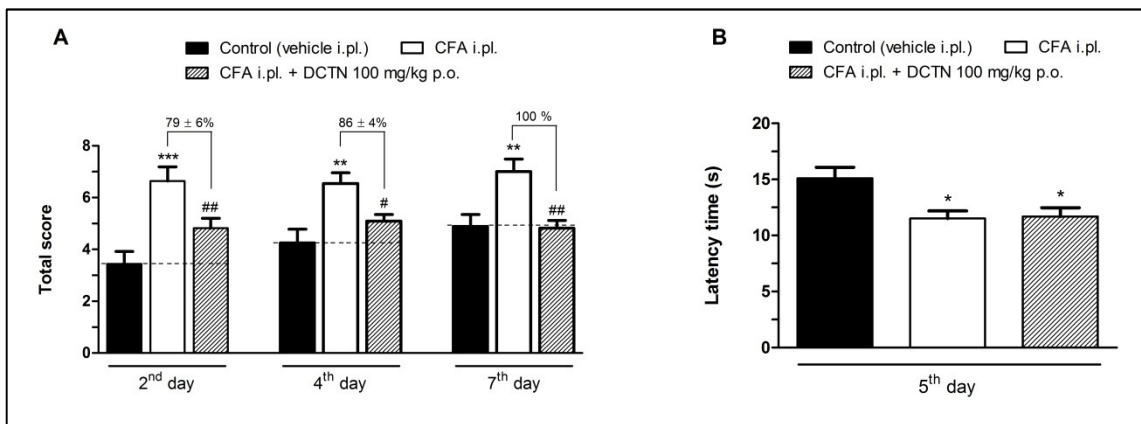 A
Control (vehicle i.pl.) CFA i.pl.
CFA i.pl. + DCTN 100 mg/kg p.o.
79 ± 6% 86 ± 4% 100 %
Total score
8
6
4
2
0
*** ** **
## # ##
2nd day 4th day 7th day
B
Control (vehicle i.pl.) CFA i.pl.
CFA i.pl. + DCTN 100 mg/kg p.o.
Latency time (s)
20
15
10
5
0
* *
5th day